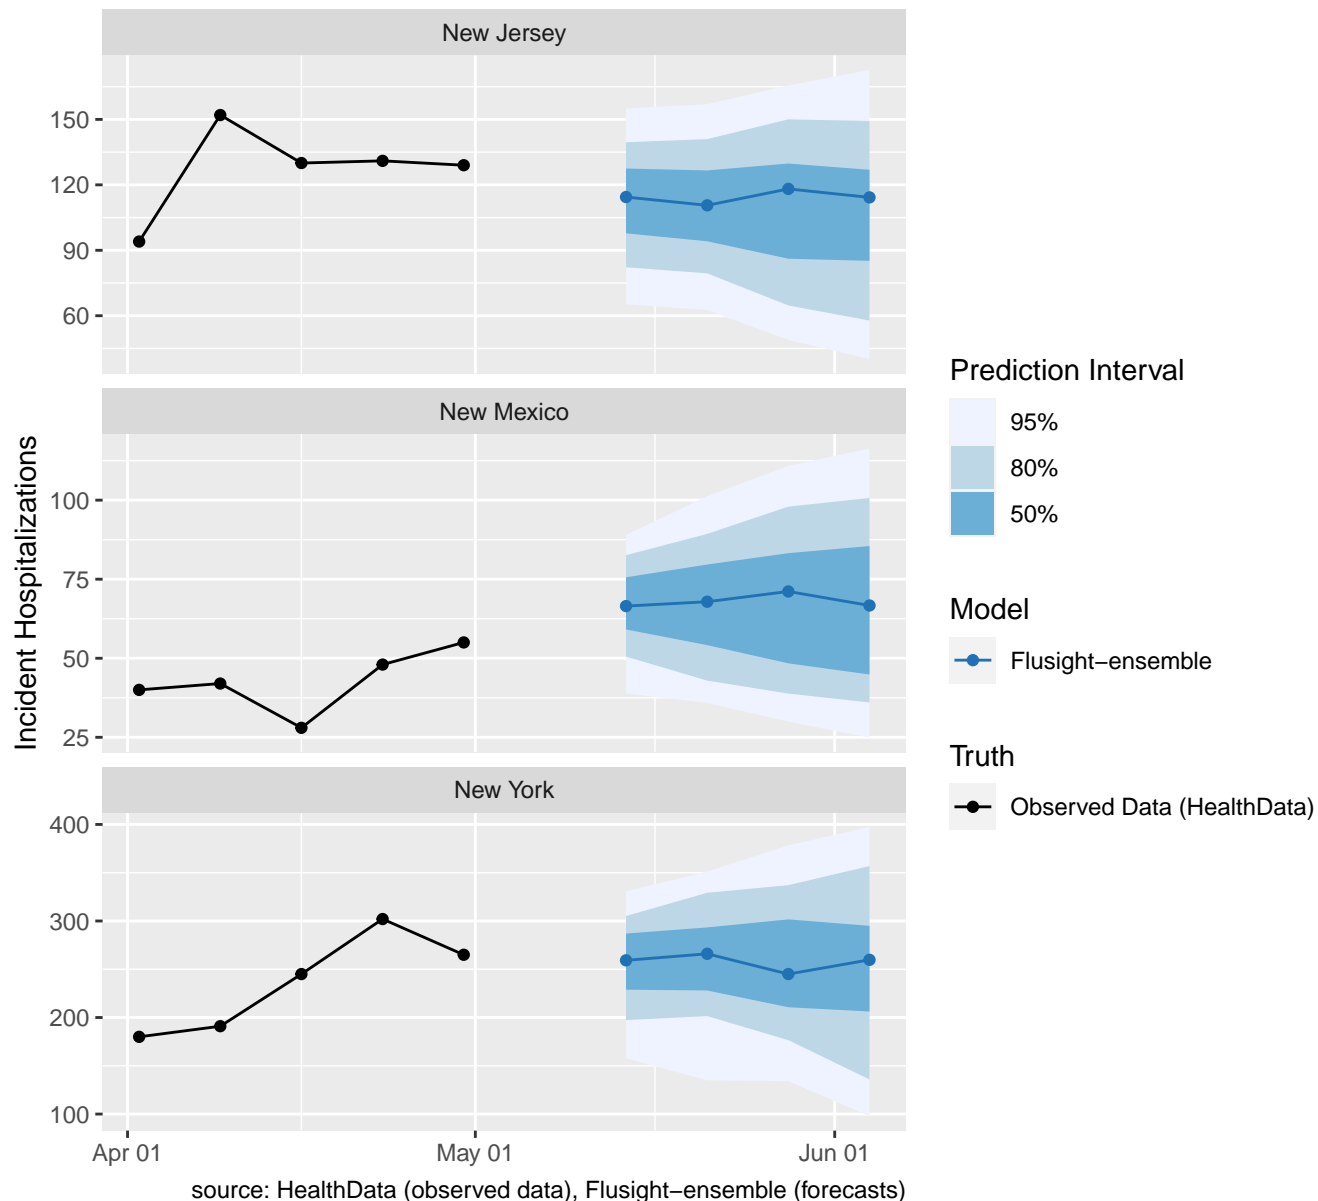 New Jersey
150
120
90
60
New Mexico
100
75
50
25
New York
400
300
200
100
Apr 01
May 01
Jun 01
Incident Hospitalizations
source: HealthData (observed data), Flusight−ensemble (forecasts)
Prediction Interval
95%
80%
50%
Model
Flusight−ensemble
Truth
Observed Data (HealthData)